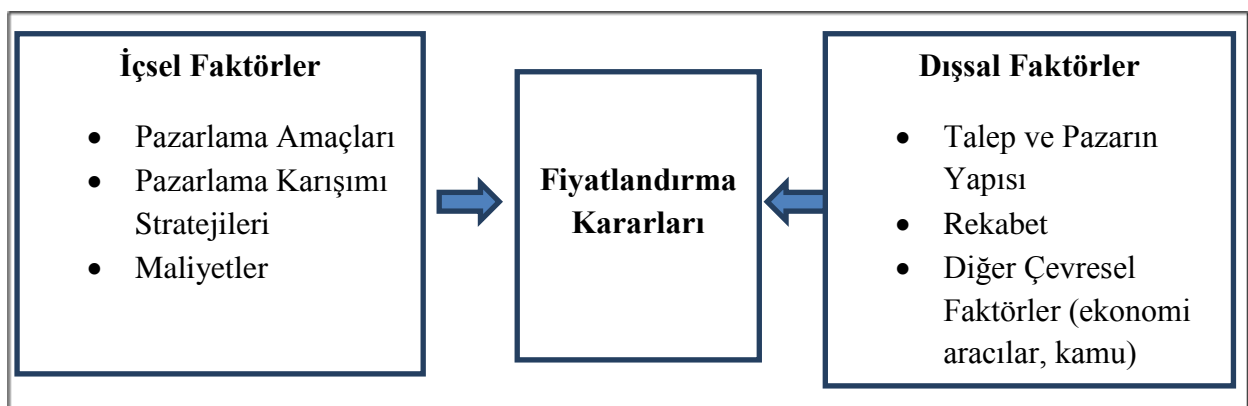 İçsel Faktörler
• Pazarlama Amaçları
• Pazarlama Karışımı
Stratejileri
• Maliyetler
Fiyatlandırma
Kararları
Dışsal Faktörler
• Talep ve Pazarın
Yapısı
• Rekabet
• Diğer Çevresel
Faktörler (ekonomi
aracılar, kamu)